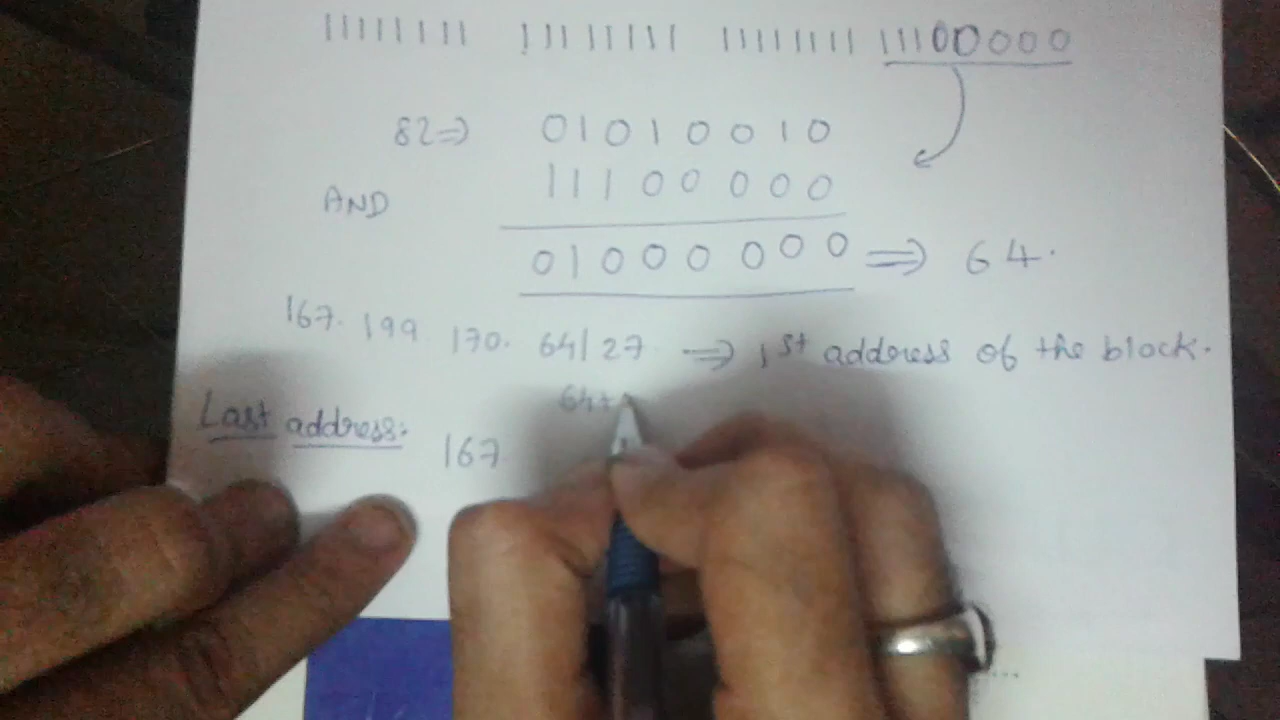 11111111 11111111 11111111 11100000
82⇒ 01010010
AND 11100000
01000000 ⇒ 64.
167. 199 170. 64/27 ⇒ 1st address of the block.
64+
Last address: 167